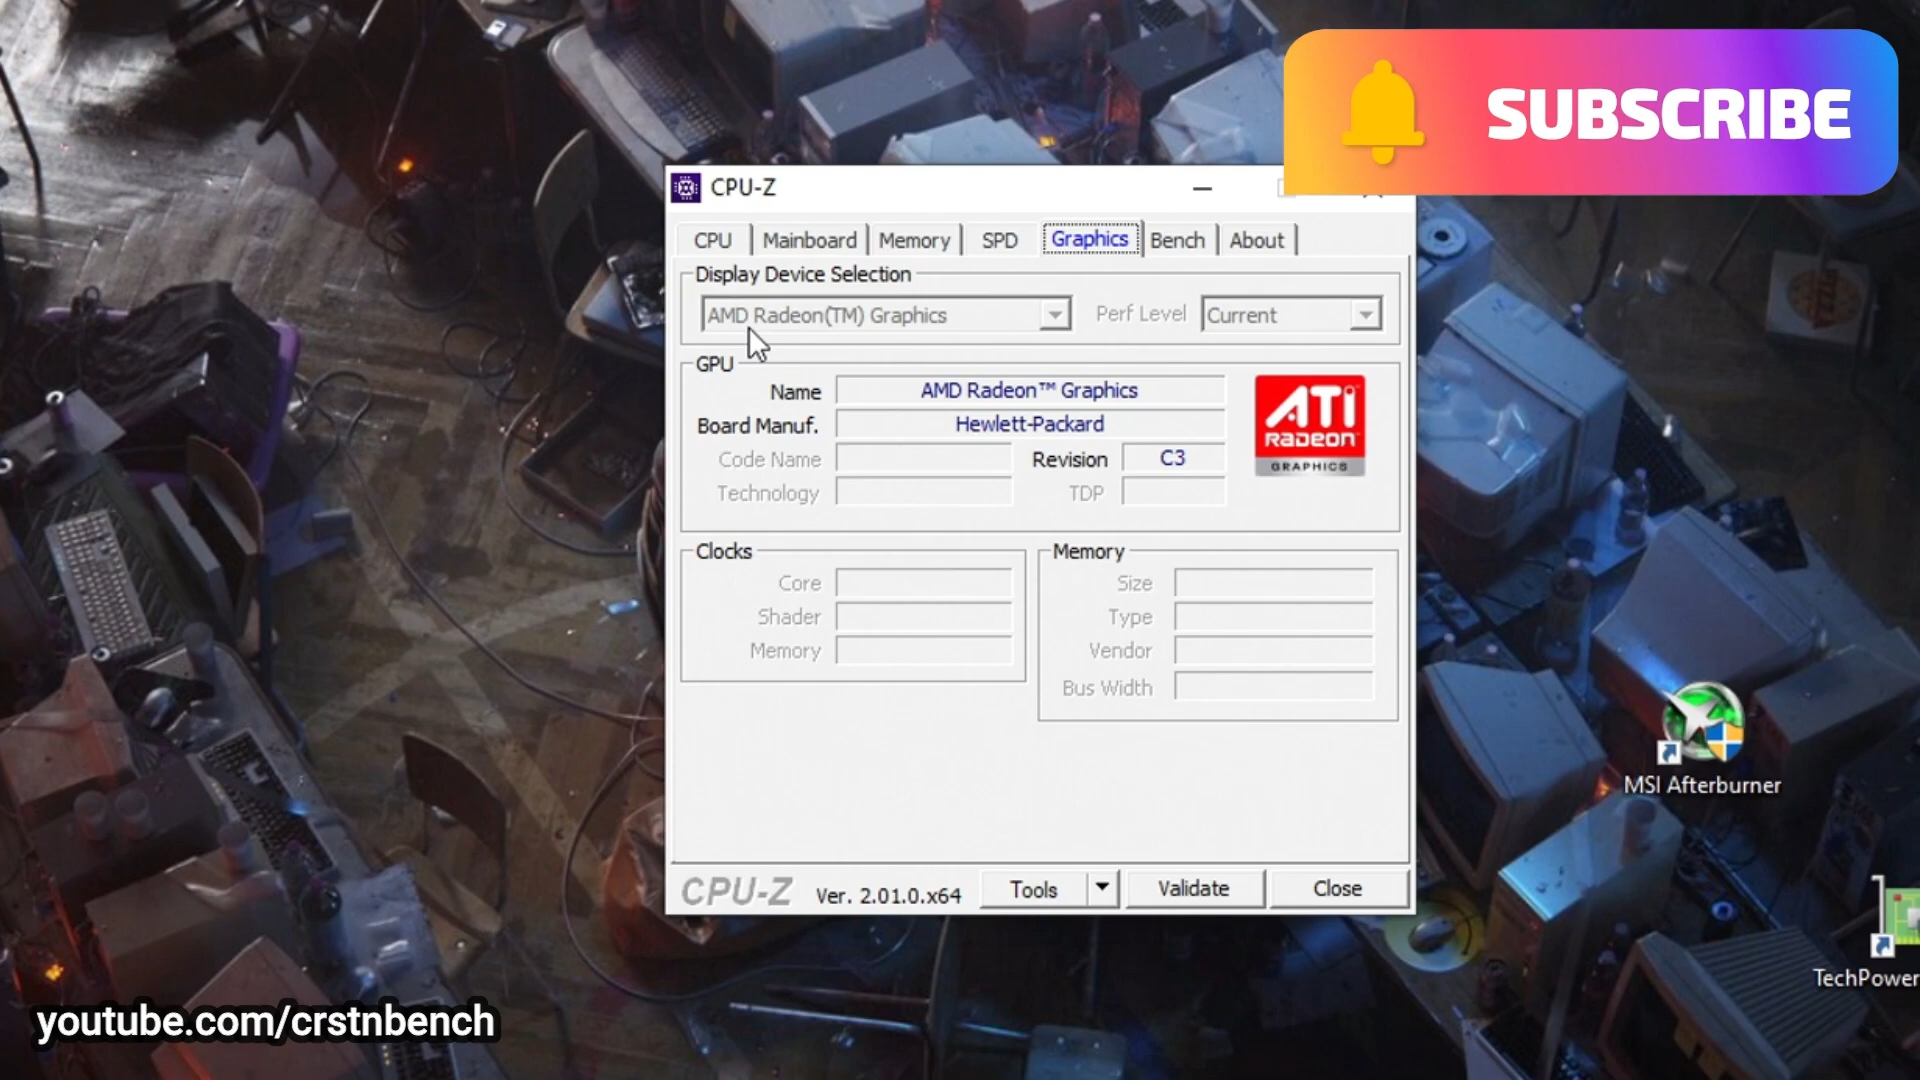 SUBSCRIBE
CPU-Z
CPU Mainboard Memory SPD Graphics Bench About
Display Device Selection
AMD Radeon(TM) Graphics Perf Level Current
GPU
Name AMD Radeon™ Graphics
Board Manuf. Hewlett-Packard
Code Name Revision C3
Technology TDP
ATI
RADEON
GRAPHICS
Clocks
Core
Shader
Memory
Memory
Size
Type
Vendor
Bus Width
CPU-Z Ver. 2.01.0.x64 Tools Validate Close
MSI Afterburner
TechPower
youtube.com/crstnbench